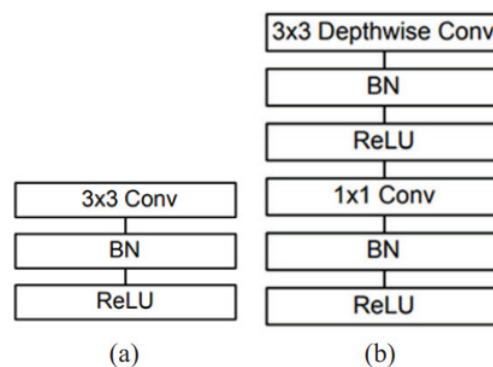 3x3 Conv
BN
ReLU
(a)
3x3 Depthwise Conv
BN
ReLU
1x1 Conv
BN
ReLU
(b)